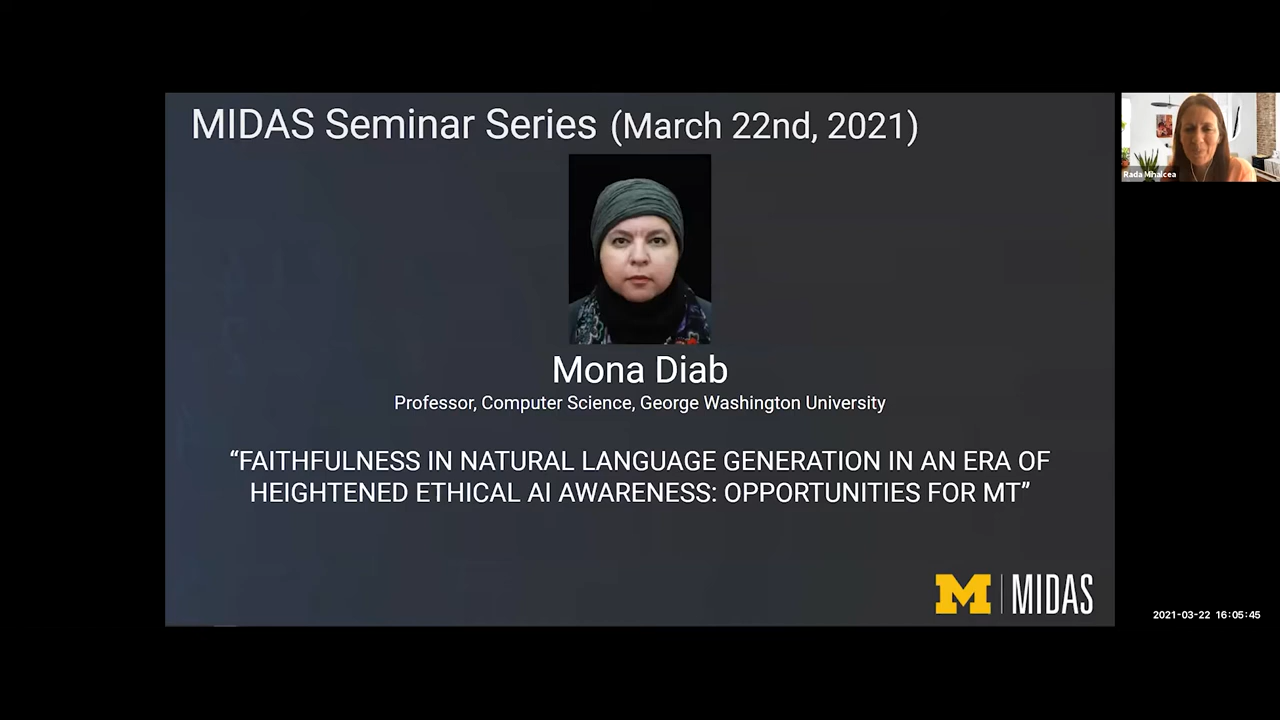 MIDAS Seminar Series (March 22nd, 2021)
Rada Mihalcea
Mona Diab
Professor, Computer Science, George Washington University
“FAITHFULNESS IN NATURAL LANGUAGE GENERATION IN AN ERA OF
HEIGHTENED ETHICAL AI AWARENESS: OPPORTUNITIES FOR MT”
M | MIDAS
2021-03-22 16:05:45